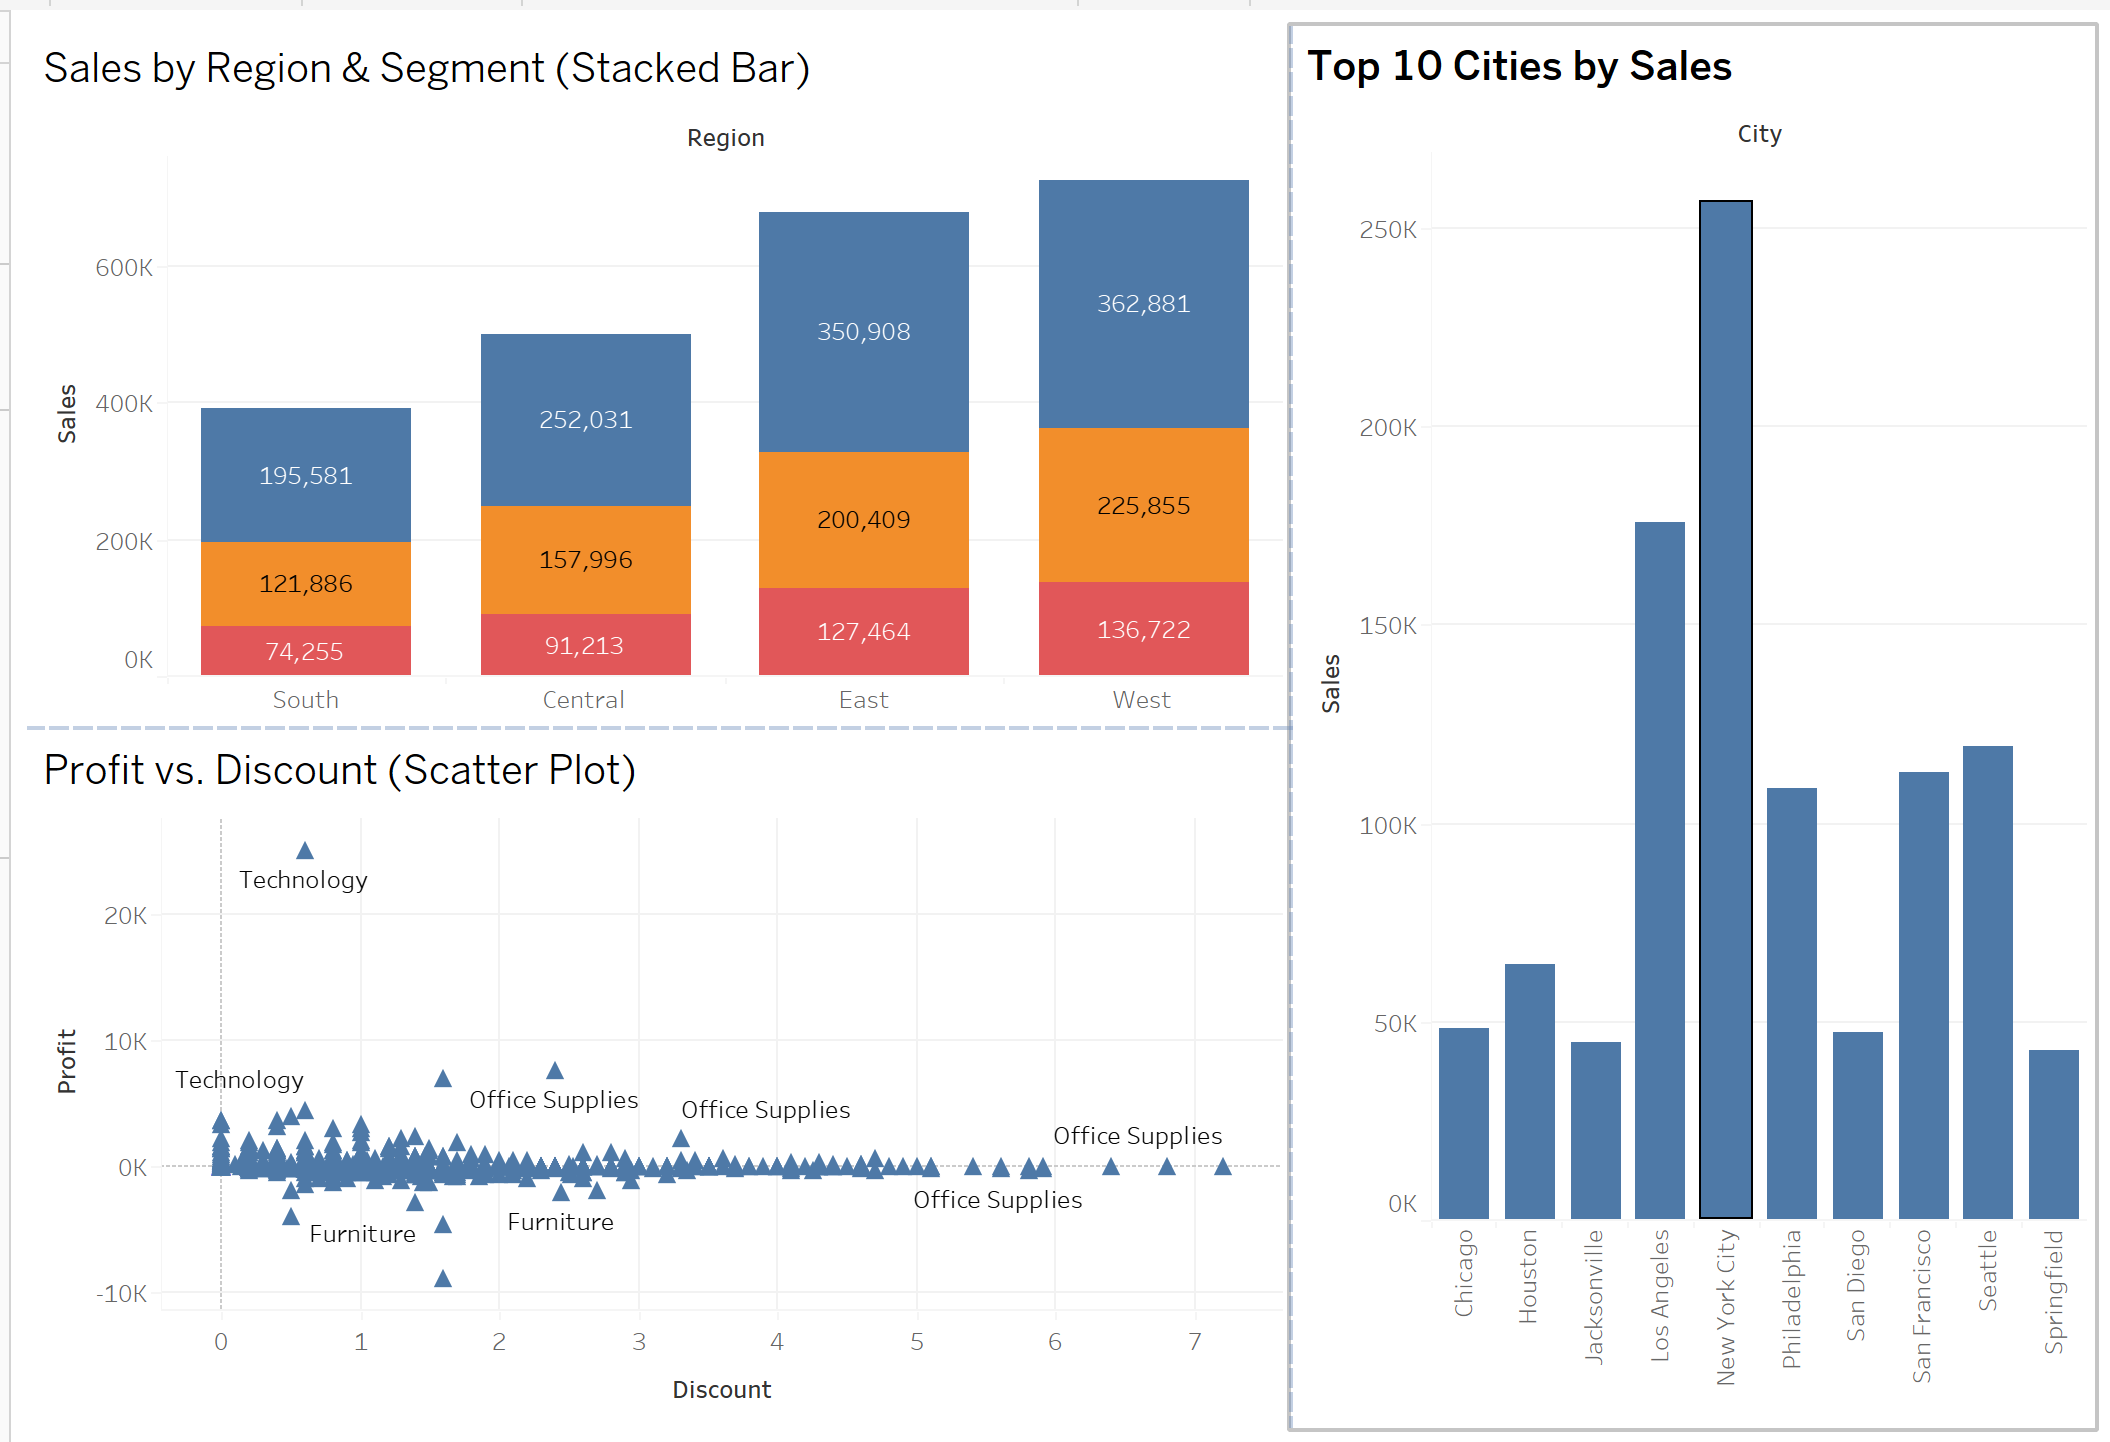 Sales by Region & Segment (Stacked Bar)
Region
Sales
600K
400K
200K
0K
195,581
121,886
74,255
252,031
157,996
91,213
350,908
200,409
127,464
362,881
225,855
136,722
South
Central
East
West
Profit vs. Discount (Scatter Plot)
Profit
20K
10K
0K
-10K
Technology
Technology
Office Supplies
Office Supplies
Office Supplies
Office Supplies
Furniture
Furniture
0
1
2
3
4
5
6
7
Discount
Top 10 Cities by Sales
City
Sales
250K
200K
150K
100K
50K
0K
Chicago
Houston
Jacksonville
Los Angeles
New York City
Philadelphia
San Diego
San Francisco
Seattle
Springfield